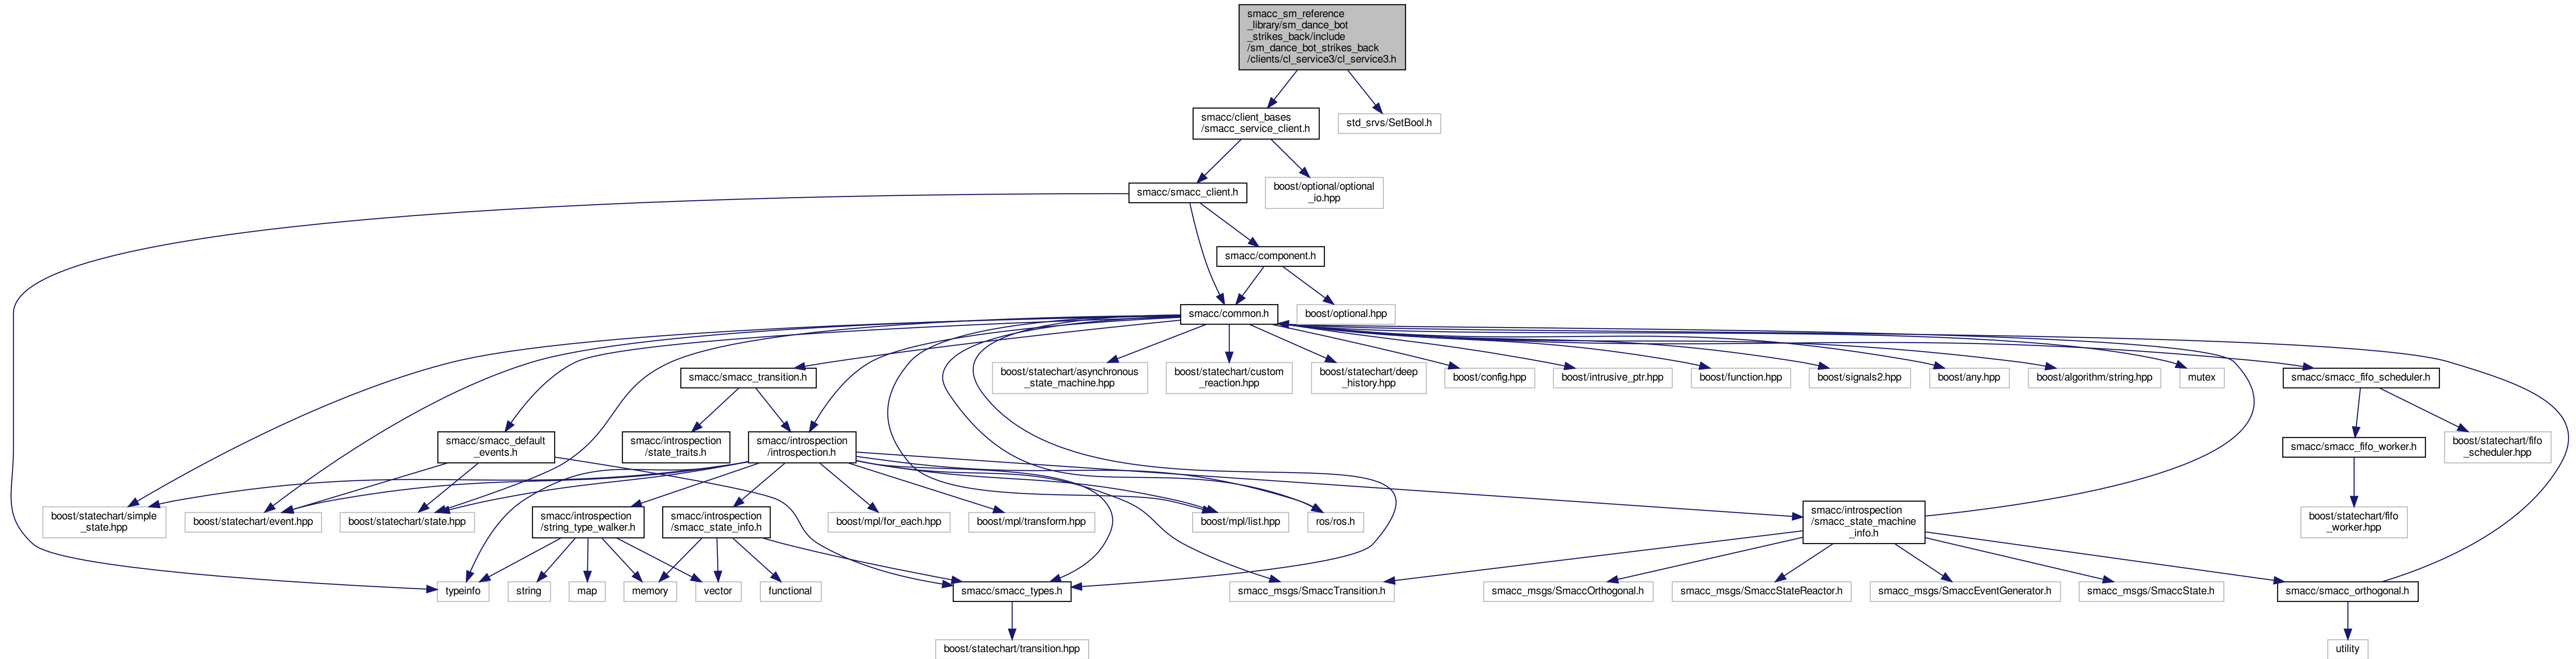 smacc_sm_reference
_library/sm_dance_bot
_strikes_back/include
/sm_dance_bot_strikes_back
/clients/cl_service3/cl_service3.h
smacc/client_bases
/smacc_service_client.h
std_srvs/SetBool.h
smacc/smacc_client.h
boost/optional/optional
_io.hpp
smacc/component.h
smacc/common.h
boost/optional.hpp
smacc/smacc_transition.h
boost/statechart/asynchronous
_state_machine.hpp
boost/statechart/custom
_reaction.hpp
boost/statechart/deep
_history.hpp
boost/config.hpp
boost/intrusive_ptr.hpp
boost/function.hpp
boost/signals2.hpp
boost/any.hpp
boost/algorithm/string.hpp
mutex
smacc/smacc_fifo_scheduler.h
smacc/smacc_default
_events.h
smacc/introspection
/state_traits.h
smacc/introspection
/introspection.h
smacc/smacc_fifo_worker.h
boost/statechart/fifo
_scheduler.hpp
boost/statechart/simple
_state.hpp
boost/statechart/event.hpp
boost/statechart/state.hpp
smacc/introspection
/string_type_walker.h
smacc/introspection
/smacc_state_info.h
boost/mpl/for_each.hpp
boost/mpl/transform.hpp
boost/mpl/list.hpp
ros/ros.h
smacc/introspection
/smacc_state_machine
_info.h
boost/statechart/fifo
_worker.hpp
typeinfo
string
map
memory
vector
functional
smacc/smacc_types.h
smacc_msgs/SmaccTransition.h
smacc_msgs/SmaccOrthogonal.h
smacc_msgs/SmaccStateReactor.h
smacc_msgs/SmaccEventGenerator.h
smacc_msgs/SmaccState.h
smacc/smacc_orthogonal.h
boost/statechart/transition.hpp
utility